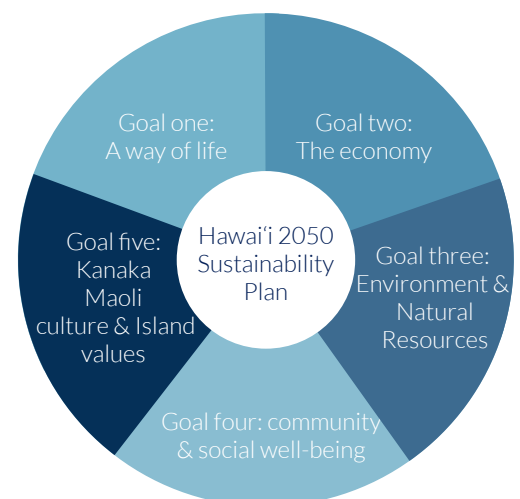 Goal one:
A way of life
Goal two:
The economy
Hawaiʻi 2050
Sustainability
Plan
Goal three:
Environment &
Natural
Resources
Goal four: community
& social well-being
Goal five:
Kanaka
Maoli
culture & Island
values